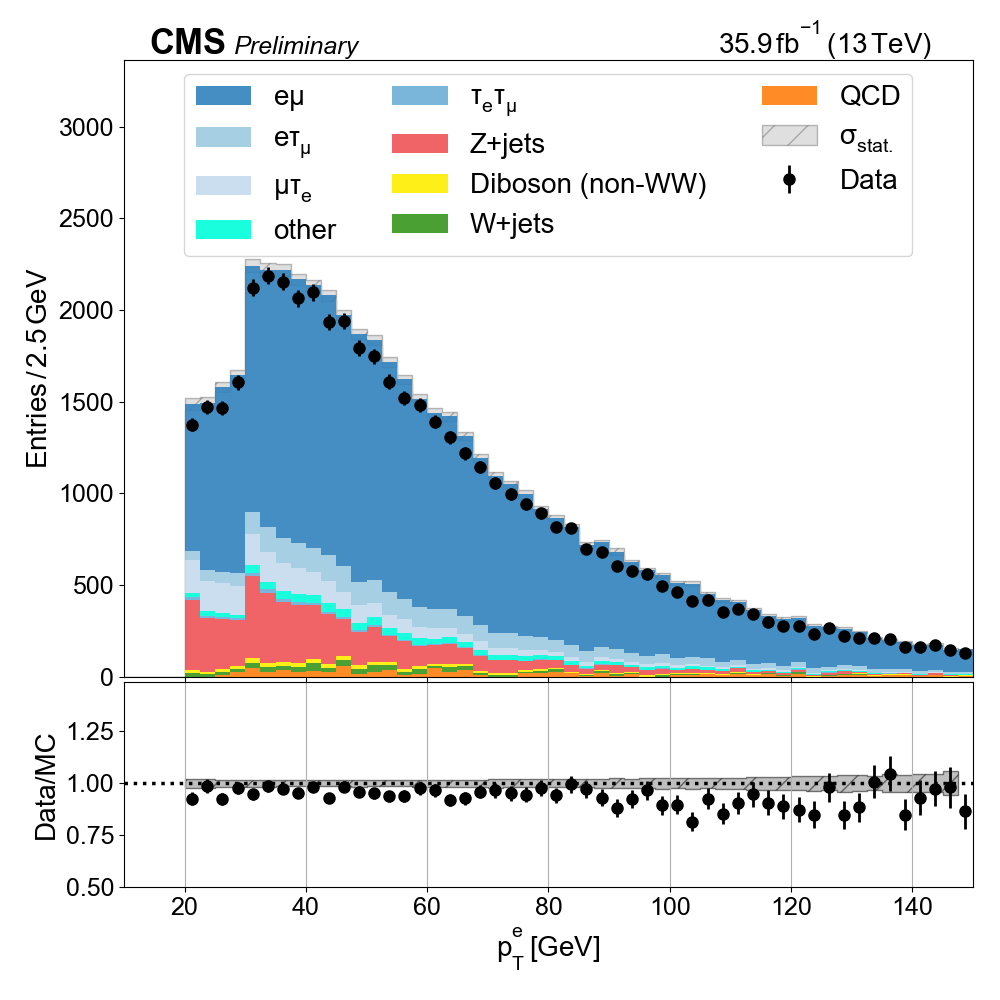 CMS Preliminary 35.9 fb⁻¹ (13 TeV)
eμ
eτμ
μτe
other
τeτμ
Z+jets
Diboson (non-WW)
W+jets
QCD
σstat.
Data
Entries / 2.5 GeV
3000
2500
2000
1500
1000
500
0
Data/MC
1.25
1.00
0.75
0.50
20 40 60 80 100 120 140
pTe [GeV]